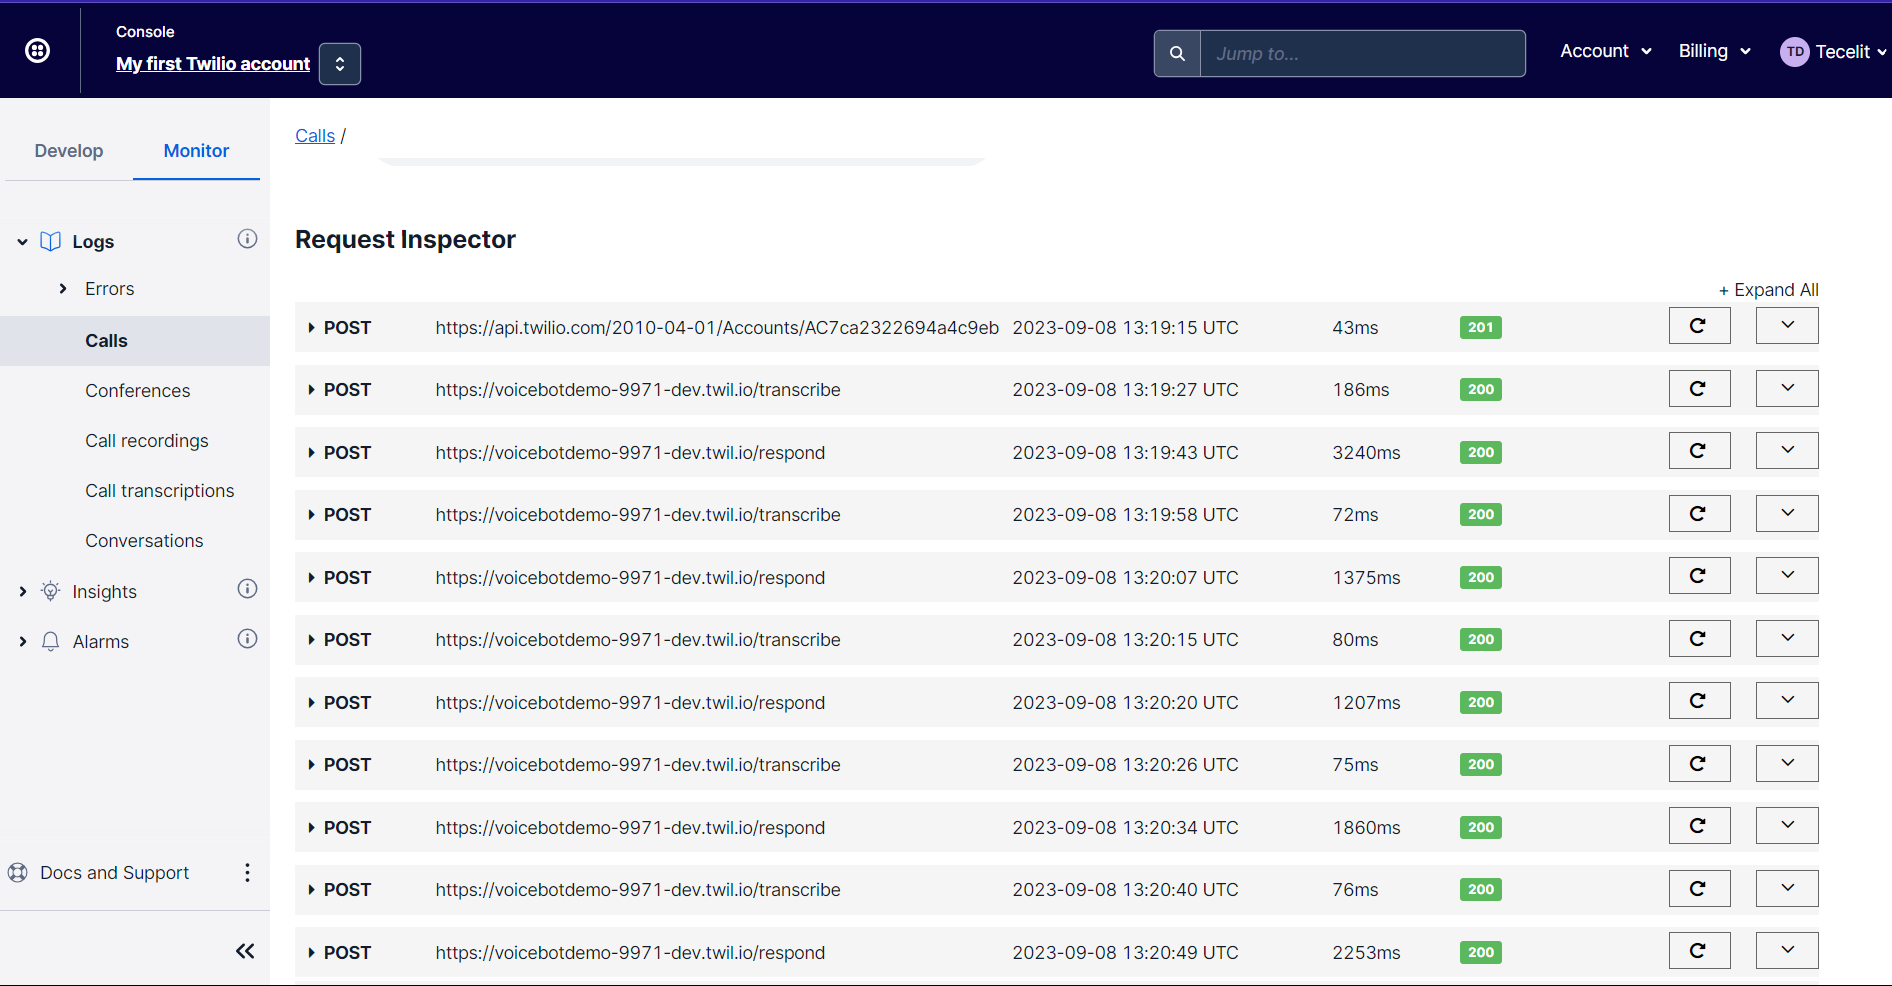 Console
My first Twilio account
Jump to...
Account
Billing
TD Tecelit
Develop
Monitor
Logs
Errors
Calls
Conferences
Call recordings
Call transcriptions
Conversations
Insights
Alarms
Docs and Support
Calls /
Request Inspector
+ Expand All
POST https://api.twilio.com/2010-04-01/Accounts/AC7ca2322694a4c9eb 2023-09-08 13:19:15 UTC 43ms 201
POST https://voicebotdemo-9971-dev.twil.io/transcribe 2023-09-08 13:19:27 UTC 186ms 200
POST https://voicebotdemo-9971-dev.twil.io/respond 2023-09-08 13:19:43 UTC 3240ms 200
POST https://voicebotdemo-9971-dev.twil.io/transcribe 2023-09-08 13:19:58 UTC 72ms 200
POST https://voicebotdemo-9971-dev.twil.io/respond 2023-09-08 13:20:07 UTC 1375ms 200
POST https://voicebotdemo-9971-dev.twil.io/transcribe 2023-09-08 13:20:15 UTC 80ms 200
POST https://voicebotdemo-9971-dev.twil.io/respond 2023-09-08 13:20:20 UTC 1207ms 200
POST https://voicebotdemo-9971-dev.twil.io/transcribe 2023-09-08 13:20:26 UTC 75ms 200
POST https://voicebotdemo-9971-dev.twil.io/respond 2023-09-08 13:20:34 UTC 1860ms 200
POST https://voicebotdemo-9971-dev.twil.io/transcribe 2023-09-08 13:20:40 UTC 76ms 200
POST https://voicebotdemo-9971-dev.twil.io/respond 2023-09-08 13:20:49 UTC 2253ms 200